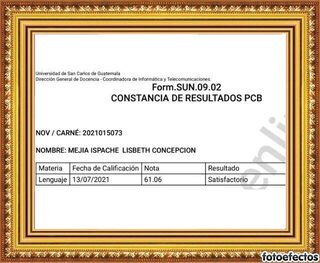 Universidad de San Carlos de Guatemala
Dirección General de Docencia - Coordinadora de Informática y Telecomunicaciones
Form.SUN.09.02
CONSTANCIA DE RESULTADOS PCB
NOV / CARNÉ: 2021015073
NOMBRE: MEJIA ISPACHE LISBETH CONCEPCION
Materia Fecha de Calificación Nota Resultado
Lenguaje 13/07/2021 61.06 Satisfactorio
fotoefectos